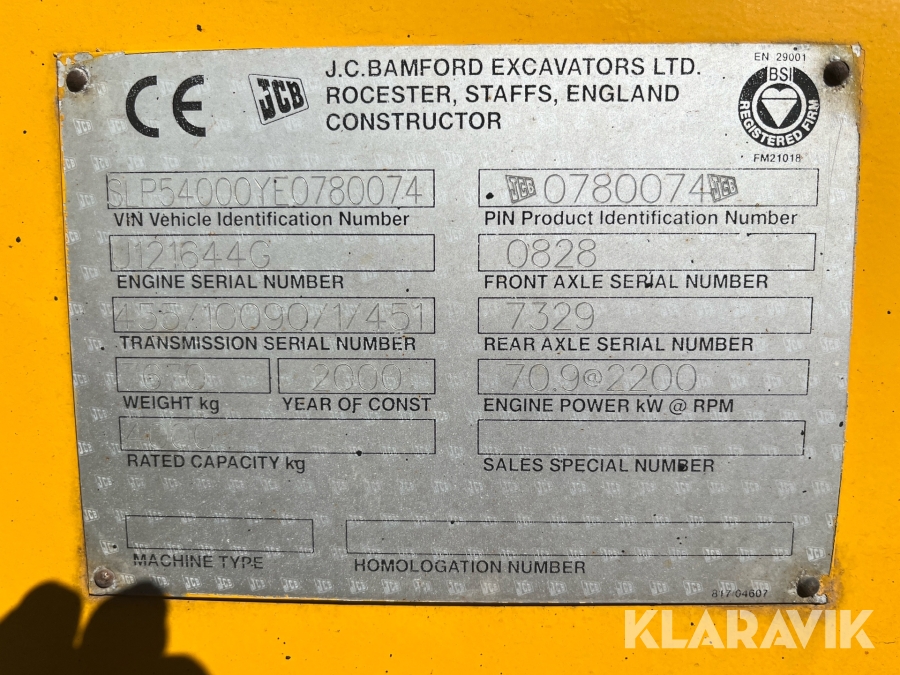 EN 29001
CE JCB J.C.BAMFORD EXCAVATORS LTD.
ROCESTER, STAFFS, ENGLAND
CONSTRUCTOR
BSI
REGISTERED FIRM
FM21018
SLP54000YE0780074 JCB 0780074 JCB
VIN Vehicle Identification Number PIN Product Identification Number
U121644G 0828
ENGINE SERIAL NUMBER FRONT AXLE SERIAL NUMBER
455/10090/1/451 7329
TRANSMISSION SERIAL NUMBER REAR AXLE SERIAL NUMBER
2000 70.9@2200
WEIGHT kg YEAR OF CONST ENGINE POWER kW @ RPM
RATED CAPACITY kg SALES SPECIAL NUMBER
MACHINE TYPE HOMOLOGATION NUMBER
817/04607
KLARAVIK